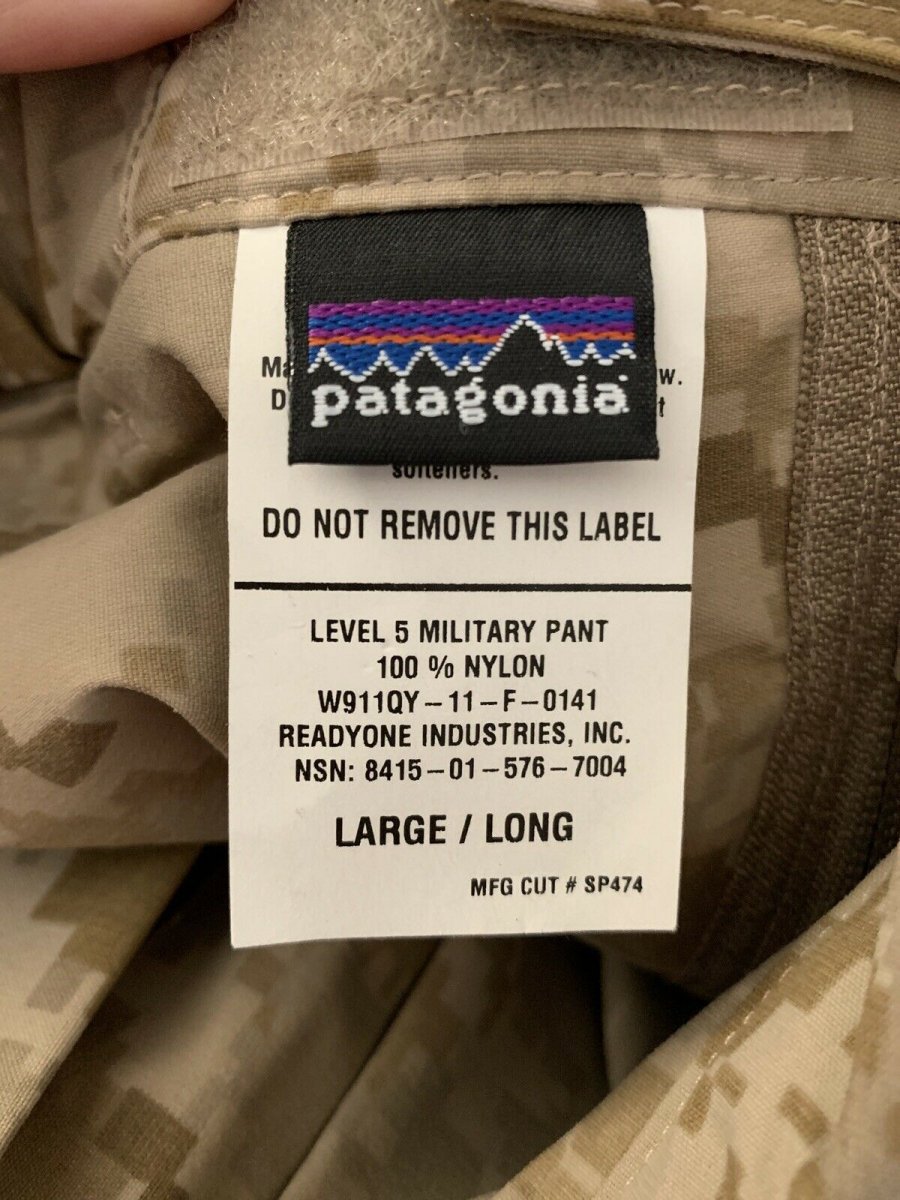 patagonia
w.
softeners.
DO NOT REMOVE THIS LABEL
LEVEL 5 MILITARY PANT
100 % NYLON
W911QY-11-F-0141
READYONE INDUSTRIES, INC.
NSN: 8415-01-576-7004
LARGE / LONG
MFG CUT # SP474